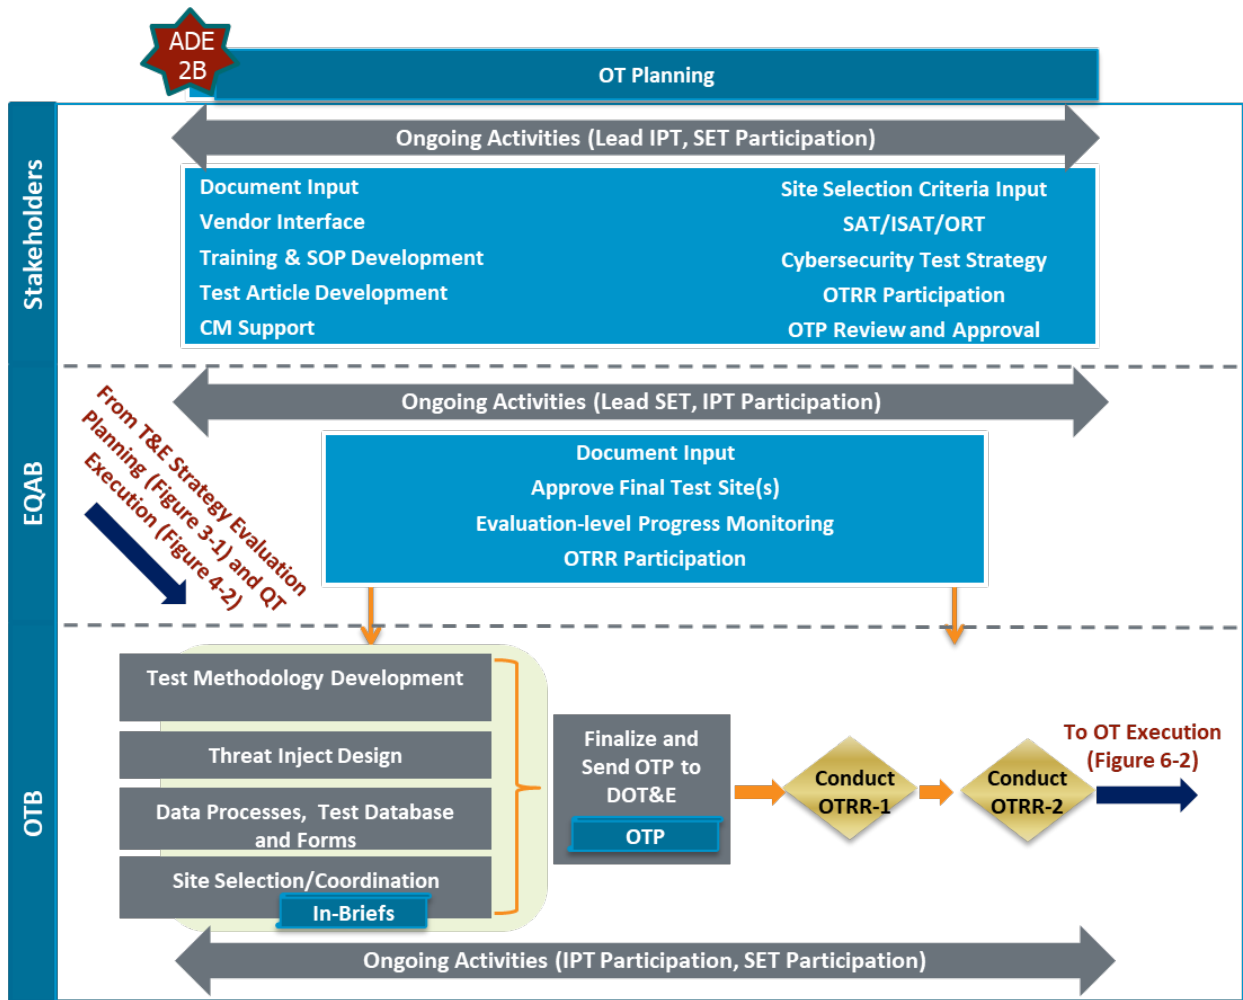 ADE
2B
OT Planning
Stakeholders
Ongoing Activities (Lead IPT, SET Participation)
Document Input
Vendor Interface
Training & SOP Development
Test Article Development
CM Support
Site Selection Criteria Input
SAT/ISAT/ORT
Cybersecurity Test Strategy
OTRR Participation
OTP Review and Approval
EQAB
Ongoing Activities (Lead SET, IPT Participation)
From T&E Strategy Evaluation
Planning (Figure 3-1) and QT
Execution (Figure 4-2)
Document Input
Approve Final Test Site(s)
Evaluation-level Progress Monitoring
OTRR Participation
OTB
Test Methodology Development
Threat Inject Design
Data Processes, Test Database
and Forms
Site Selection/Coordination
In-Briefs
Finalize and
Send OTP to
DOT&E
OTP
Conduct
OTRR-1
Conduct
OTRR-2
To OT Execution
(Figure 6-2)
Ongoing Activities (IPT Participation, SET Participation)